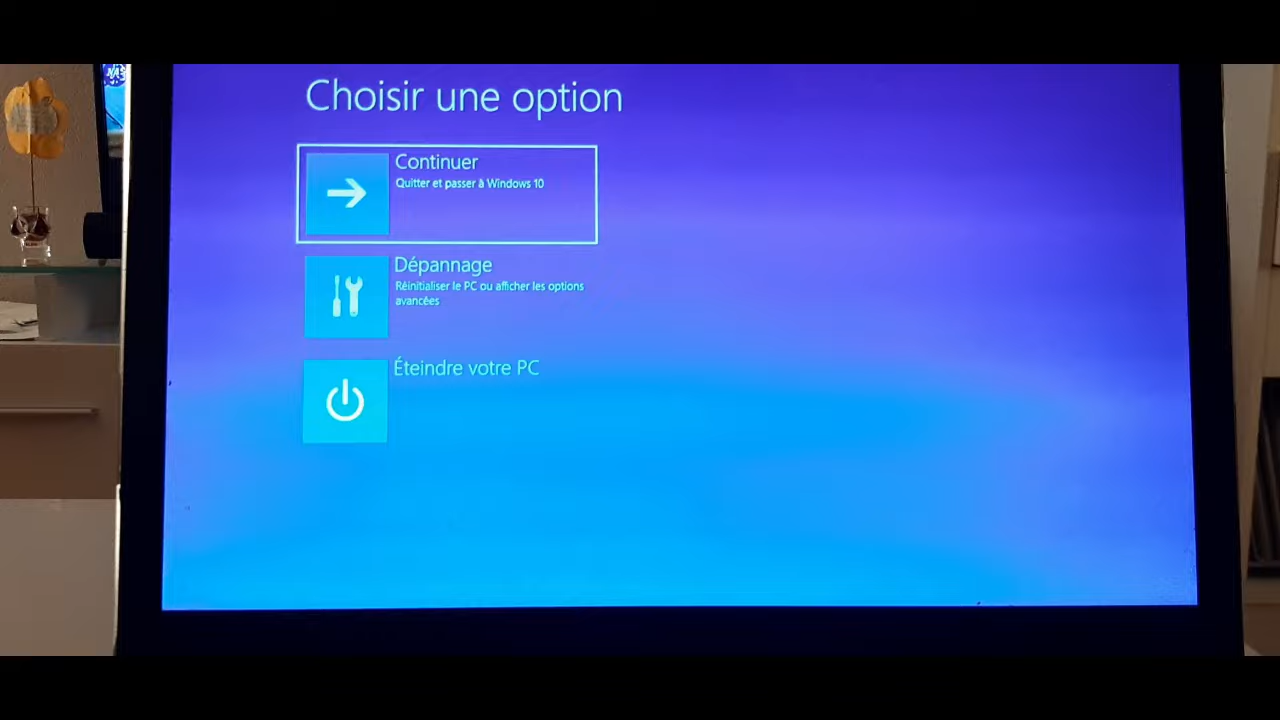 Choisir une option
Continuer
Quitter et passer à Windows 10
Dépannage
Réinitialiser le PC ou afficher les options
avancées
Éteindre votre PC